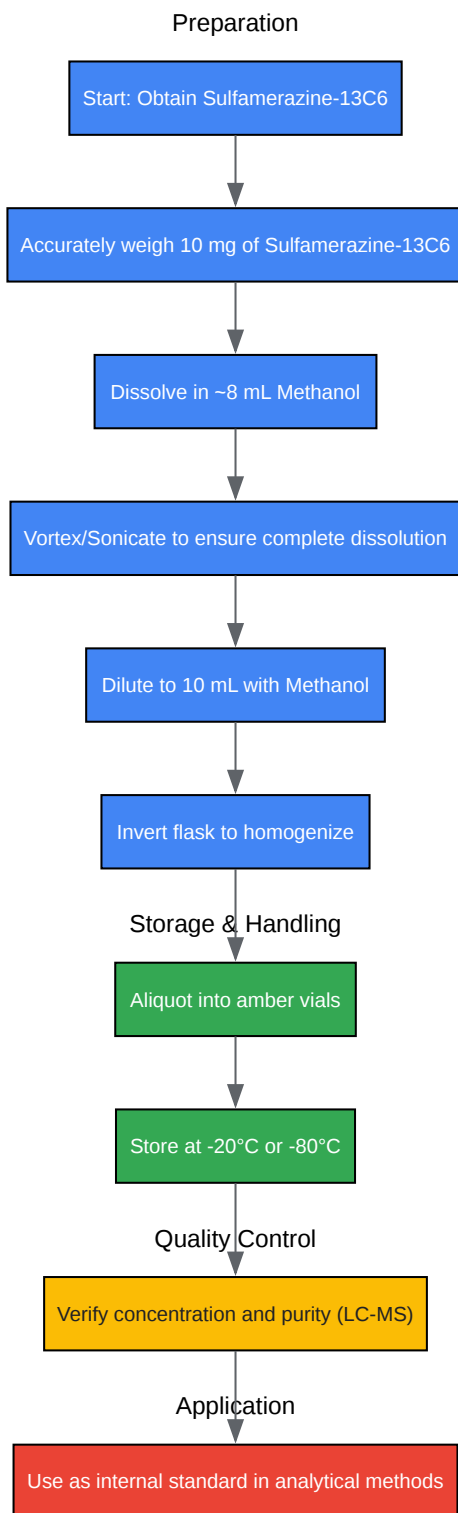 Preparation
Start: Obtain Sulfamerazine-13C6
Accurately weigh 10 mg of Sulfamerazine-13C6
Dissolve in ~8 mL Methanol
Vortex/Sonicate to ensure complete dissolution
Dilute to 10 mL with Methanol
Invert flask to homogenize
Storage & Handling
Aliquot into amber vials
Store at -20°C or -80°C
Quality Control
Verify concentration and purity (LC-MS)
Application
Use as internal standard in analytical methods